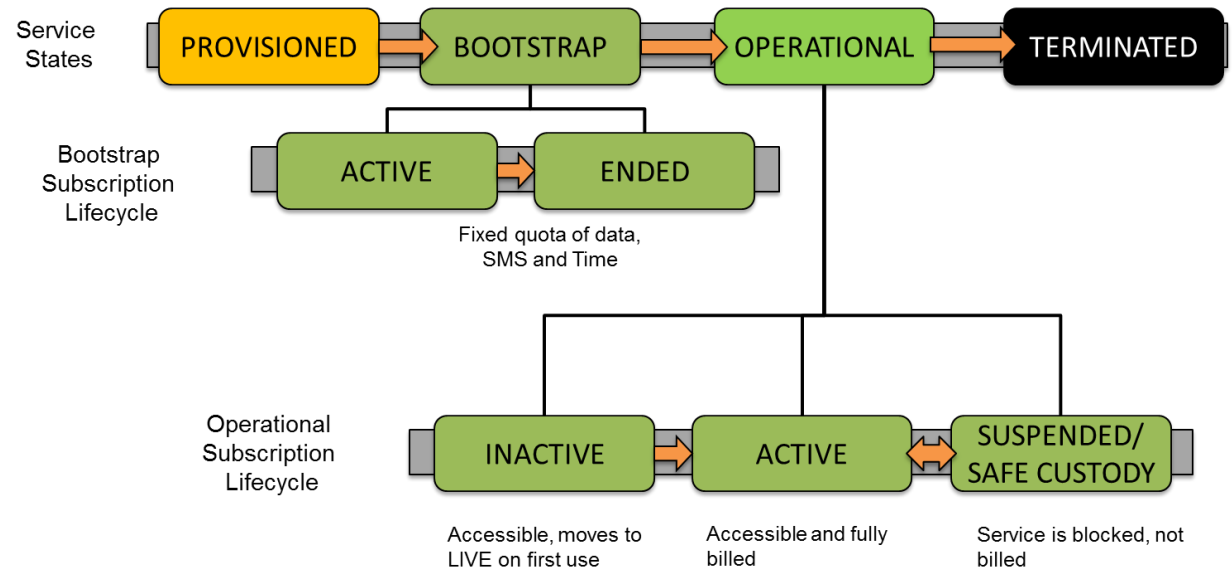 Service
States
PROVISIONED
BOOTSTRAP
OPERATIONAL
TERMINATED
Bootstrap
Subscription
Lifecycle
ACTIVE
ENDED
Fixed quota of data,
SMS and Time
Operational
Subscription
Lifecycle
INACTIVE
ACTIVE
SUSPENDED/
SAFE CUSTODY
Accessible, moves to
LIVE on first use
Accessible and fully
billed
Service is blocked, not
billed